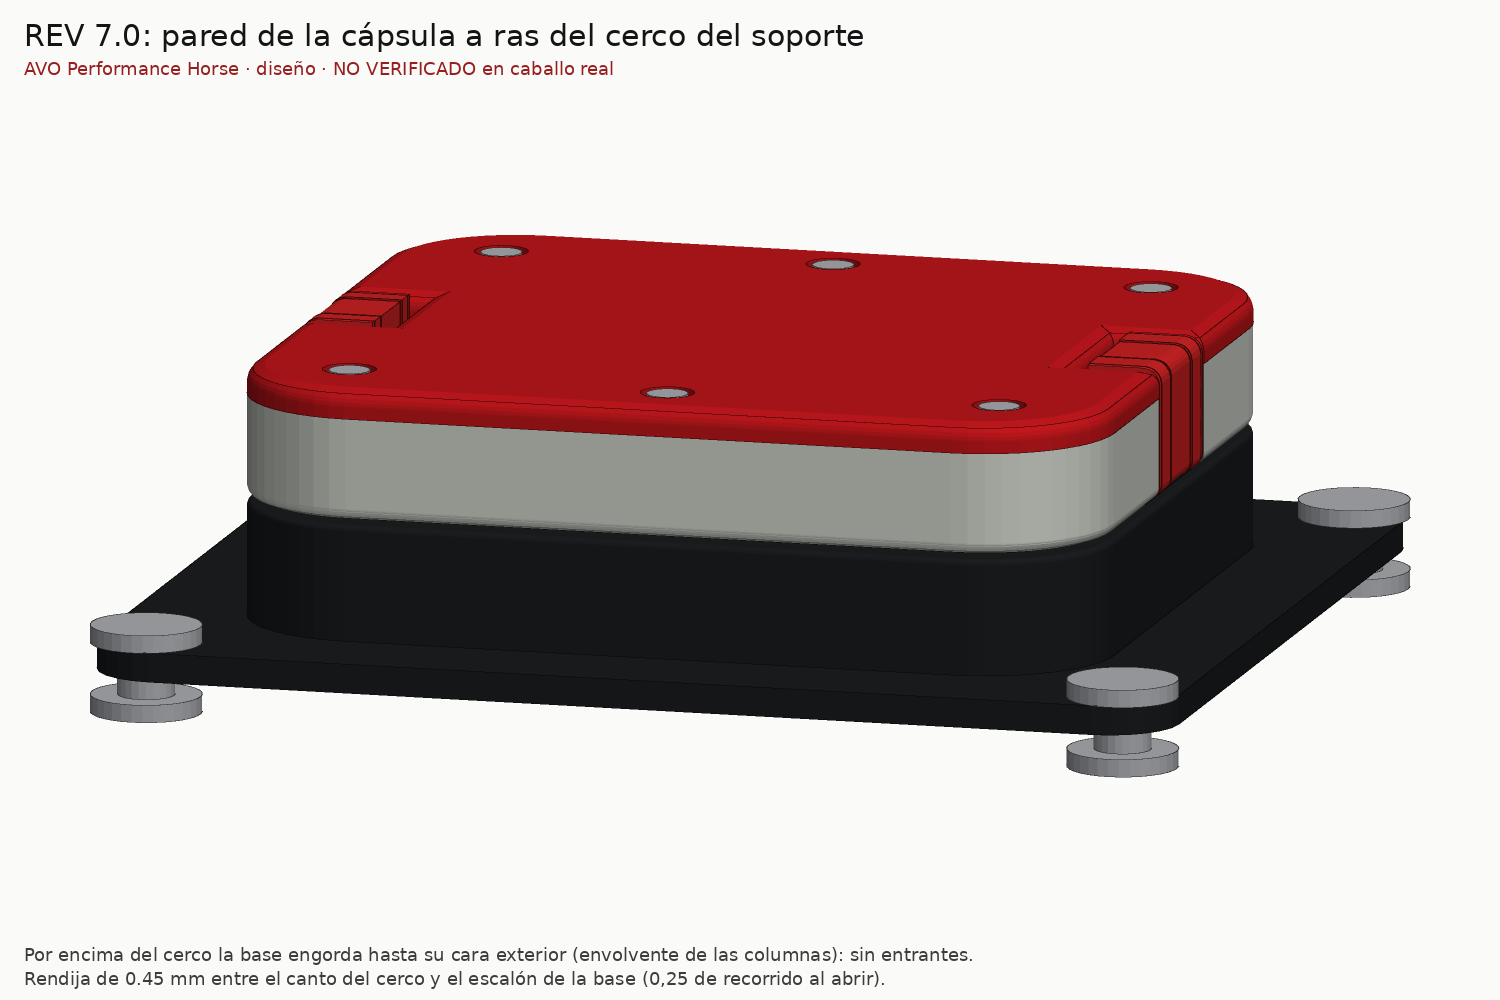 REV 7.0: pared de la cápsula a ras del cerco del soporte
AVO Performance Horse · diseño · NO VERIFICADO en caballo real
Por encima del cerco la base engorda hasta su cara exterior (envolvente de las columnas): sin entrantes.
Rendija de 0.45 mm entre el canto del cerco y el escalón de la base (0,25 de recorrido al abrir).